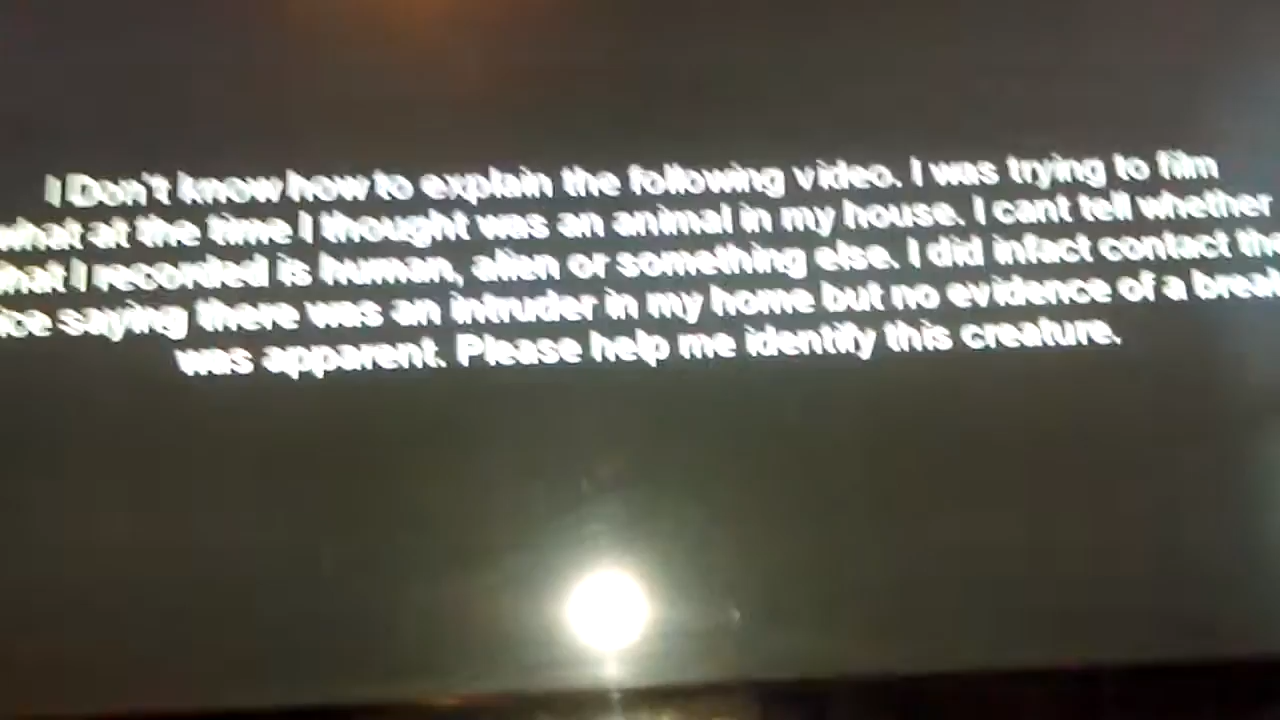 I Don't know how to explain the following video. I was trying to film
what at the time I thought was an animal in my house. I cant tell whether
what I recorded is human, alien or something else. I did infact contact the
saying there was an intruder in my home but no evidence of a break
was apparent. Please help me identify this creature.